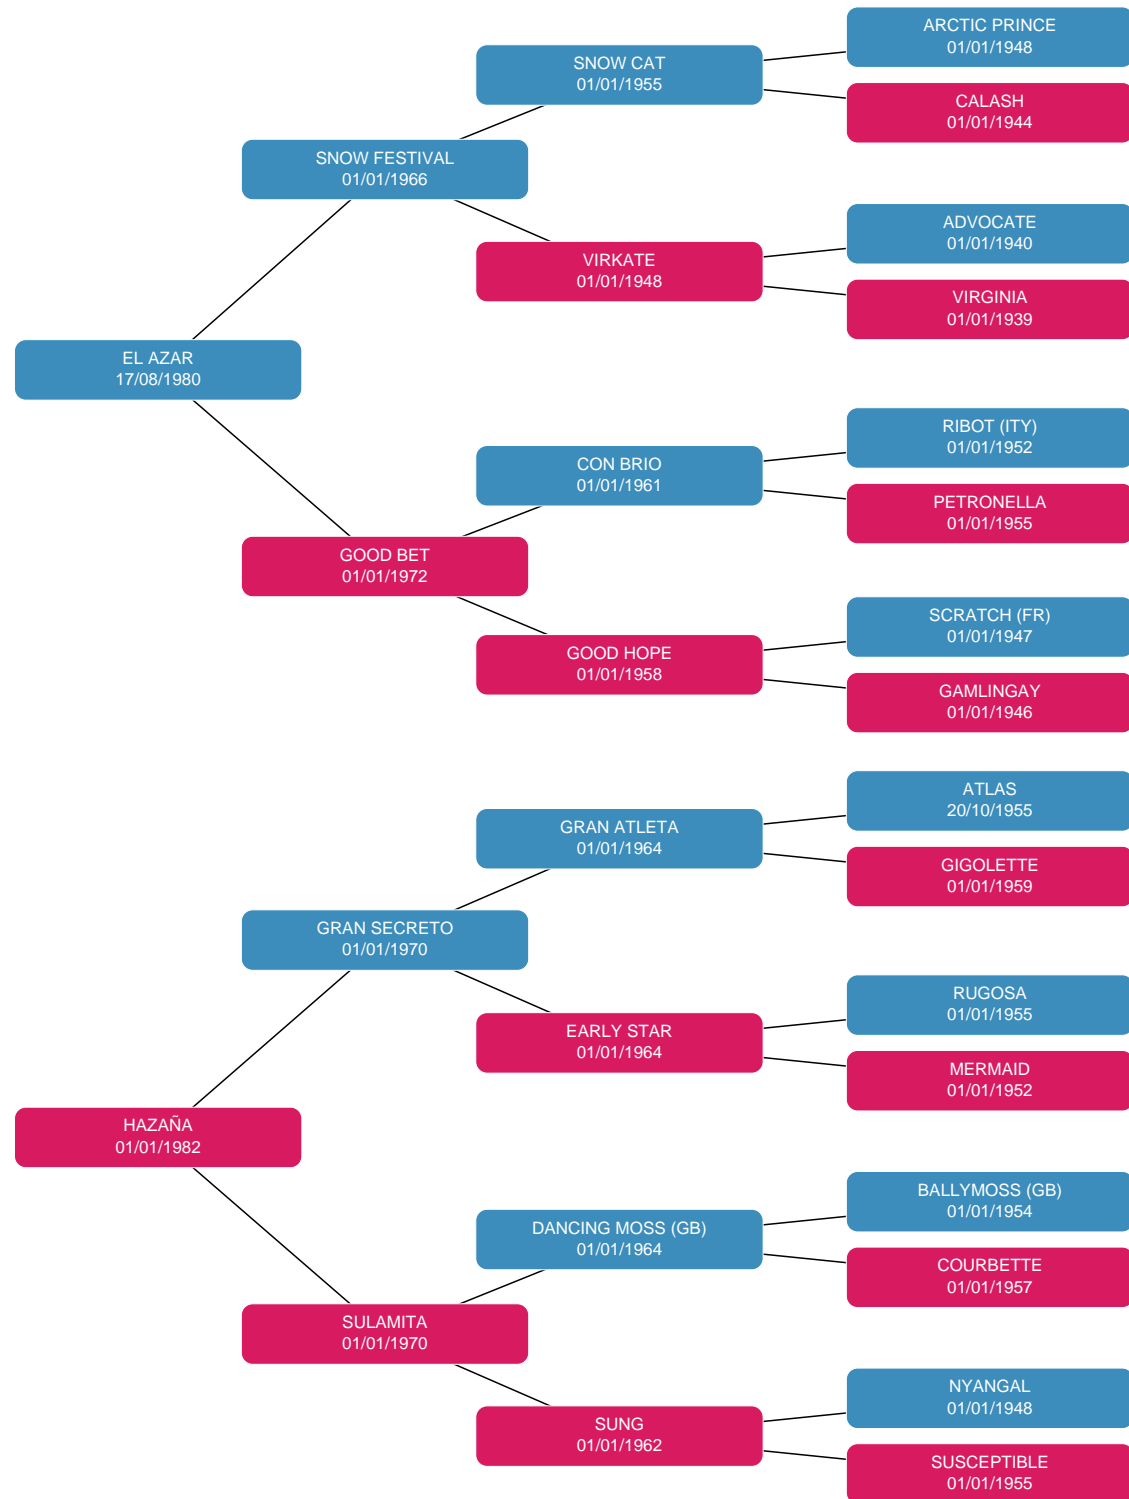 ARCTIC PRINCE
01/01/1948
SNOW CAT
01/01/1955
CALASH
01/01/1944
SNOW FESTIVAL
01/01/1966
ADVOCATE
01/01/1940
VIRKATE
01/01/1948
VIRGINIA
01/01/1939
EL AZAR
17/08/1980
RIBOT (ITY)
01/01/1952
CON BRIO
01/01/1961
PETRONELLA
01/01/1955
GOOD BET
01/01/1972
SCRATCH (FR)
01/01/1947
GOOD HOPE
01/01/1958
GAMLINGAY
01/01/1946
ATLAS
20/10/1955
GRAN ATLETA
01/01/1964
GIGOLETTE
01/01/1959
GRAN SECRETO
01/01/1970
RUGOSA
01/01/1955
EARLY STAR
01/01/1964
MERMAID
01/01/1952
HAZAÑA
01/01/1982
BALLYMOSS (GB)
01/01/1954
DANCING MOSS (GB)
01/01/1964
COURBETTE
01/01/1957
SULAMITA
01/01/1970
NYANGAL
01/01/1948
SUNG
01/01/1962
SUSCEPTIBLE
01/01/1955